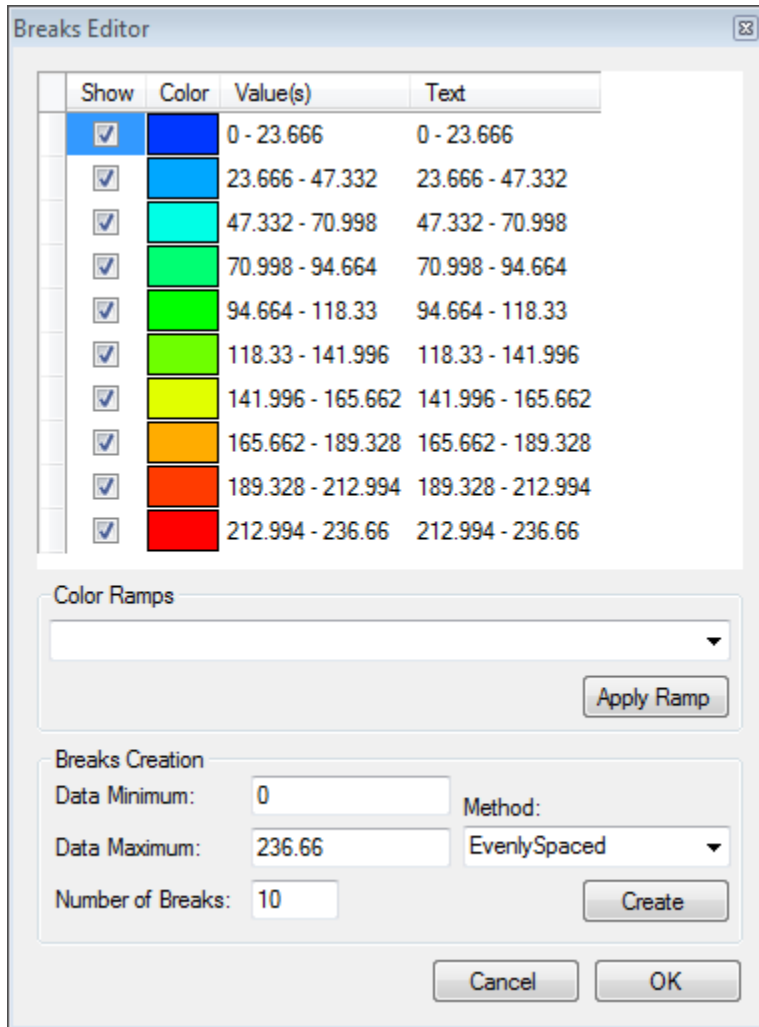 Breaks Editor
Show Color Value(s) Text
0 - 23.666 0 - 23.666
23.666 - 47.332 23.666 - 47.332
47.332 - 70.998 47.332 - 70.998
70.998 - 94.664 70.998 - 94.664
94.664 - 118.33 94.664 - 118.33
118.33 - 141.996 118.33 - 141.996
141.996 - 165.662 141.996 - 165.662
165.662 - 189.328 165.662 - 189.328
189.328 - 212.994 189.328 - 212.994
212.994 - 236.66 212.994 - 236.66
Color Ramps
Apply Ramp
Breaks Creation
Data Minimum: 0
Method:
Data Maximum: 236.66 EvenlySpaced
Number of Breaks: 10 Create
Cancel OK